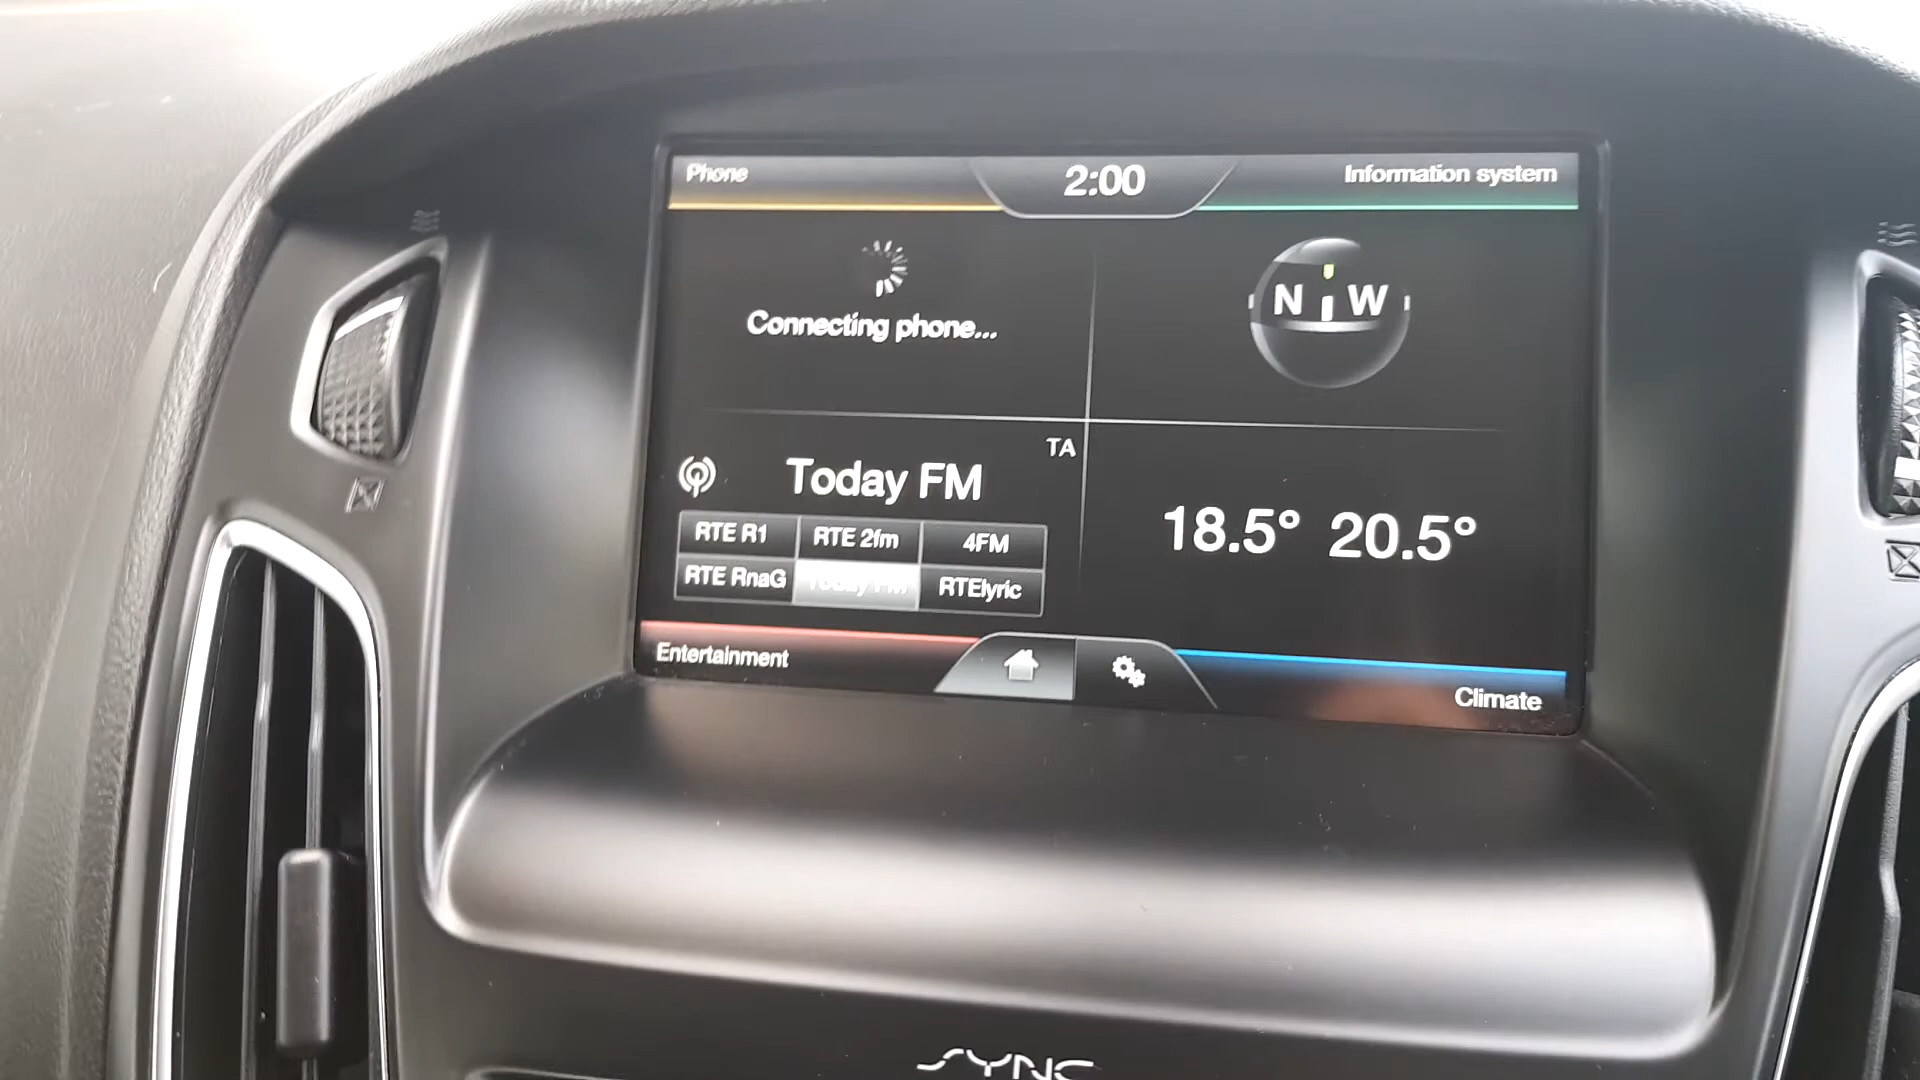 Phone
2:00
Information system
Connecting phone...
N W
TA
Today FM
RTE R1
RTE 2fm
4FM
RTE RnaG
Today FM
RTElyric
18.5° 20.5°
Entertainment
Climate
SYNC